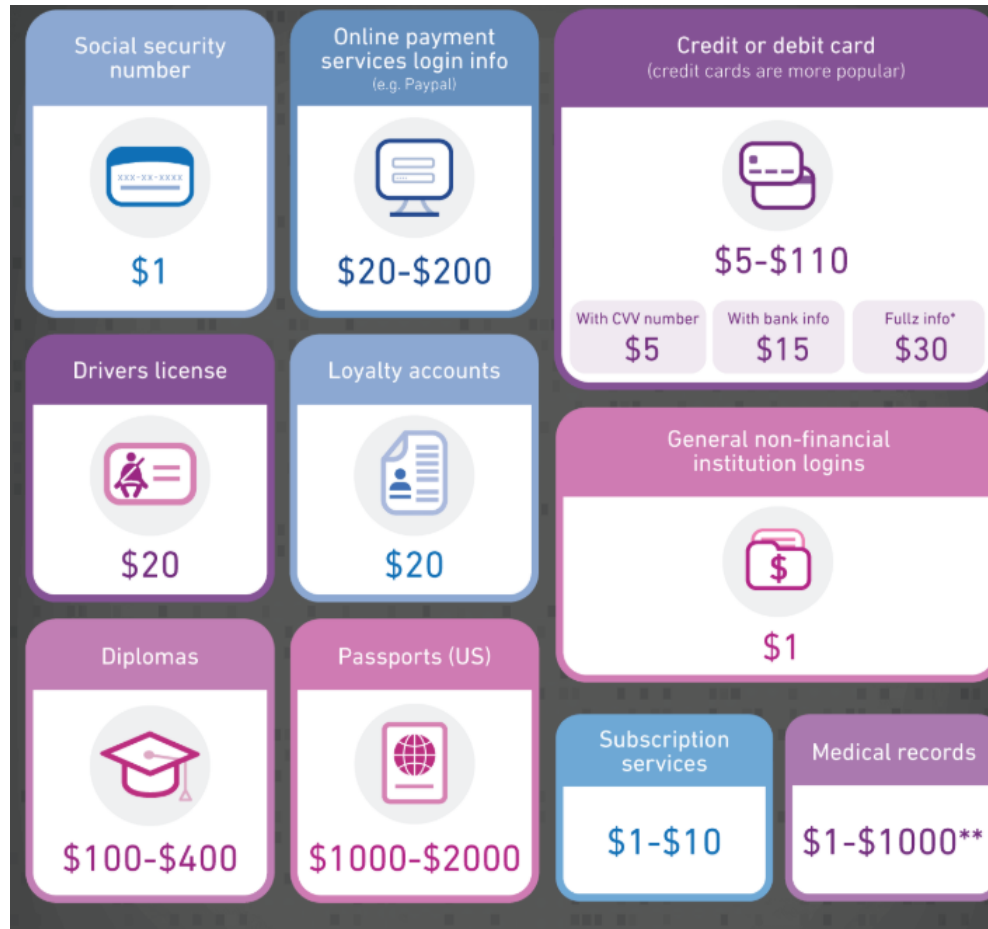 Social security
number
xxx-xx-xxxx
$1
Online payment
services login info
(e.g. Paypal)
$20-$200
Credit or debit card
(credit cards are more popular)
$5-$110
With CVV number
$5
With bank info
$15
Fullz info*
$30
Drivers license
$20
Loyalty accounts
$20
General non-financial
institution logins
$
$1
Diplomas
$100-$400
Passports (US)
$1000-$2000
Subscription
services
$1-$10
Medical records
$1-$1000**